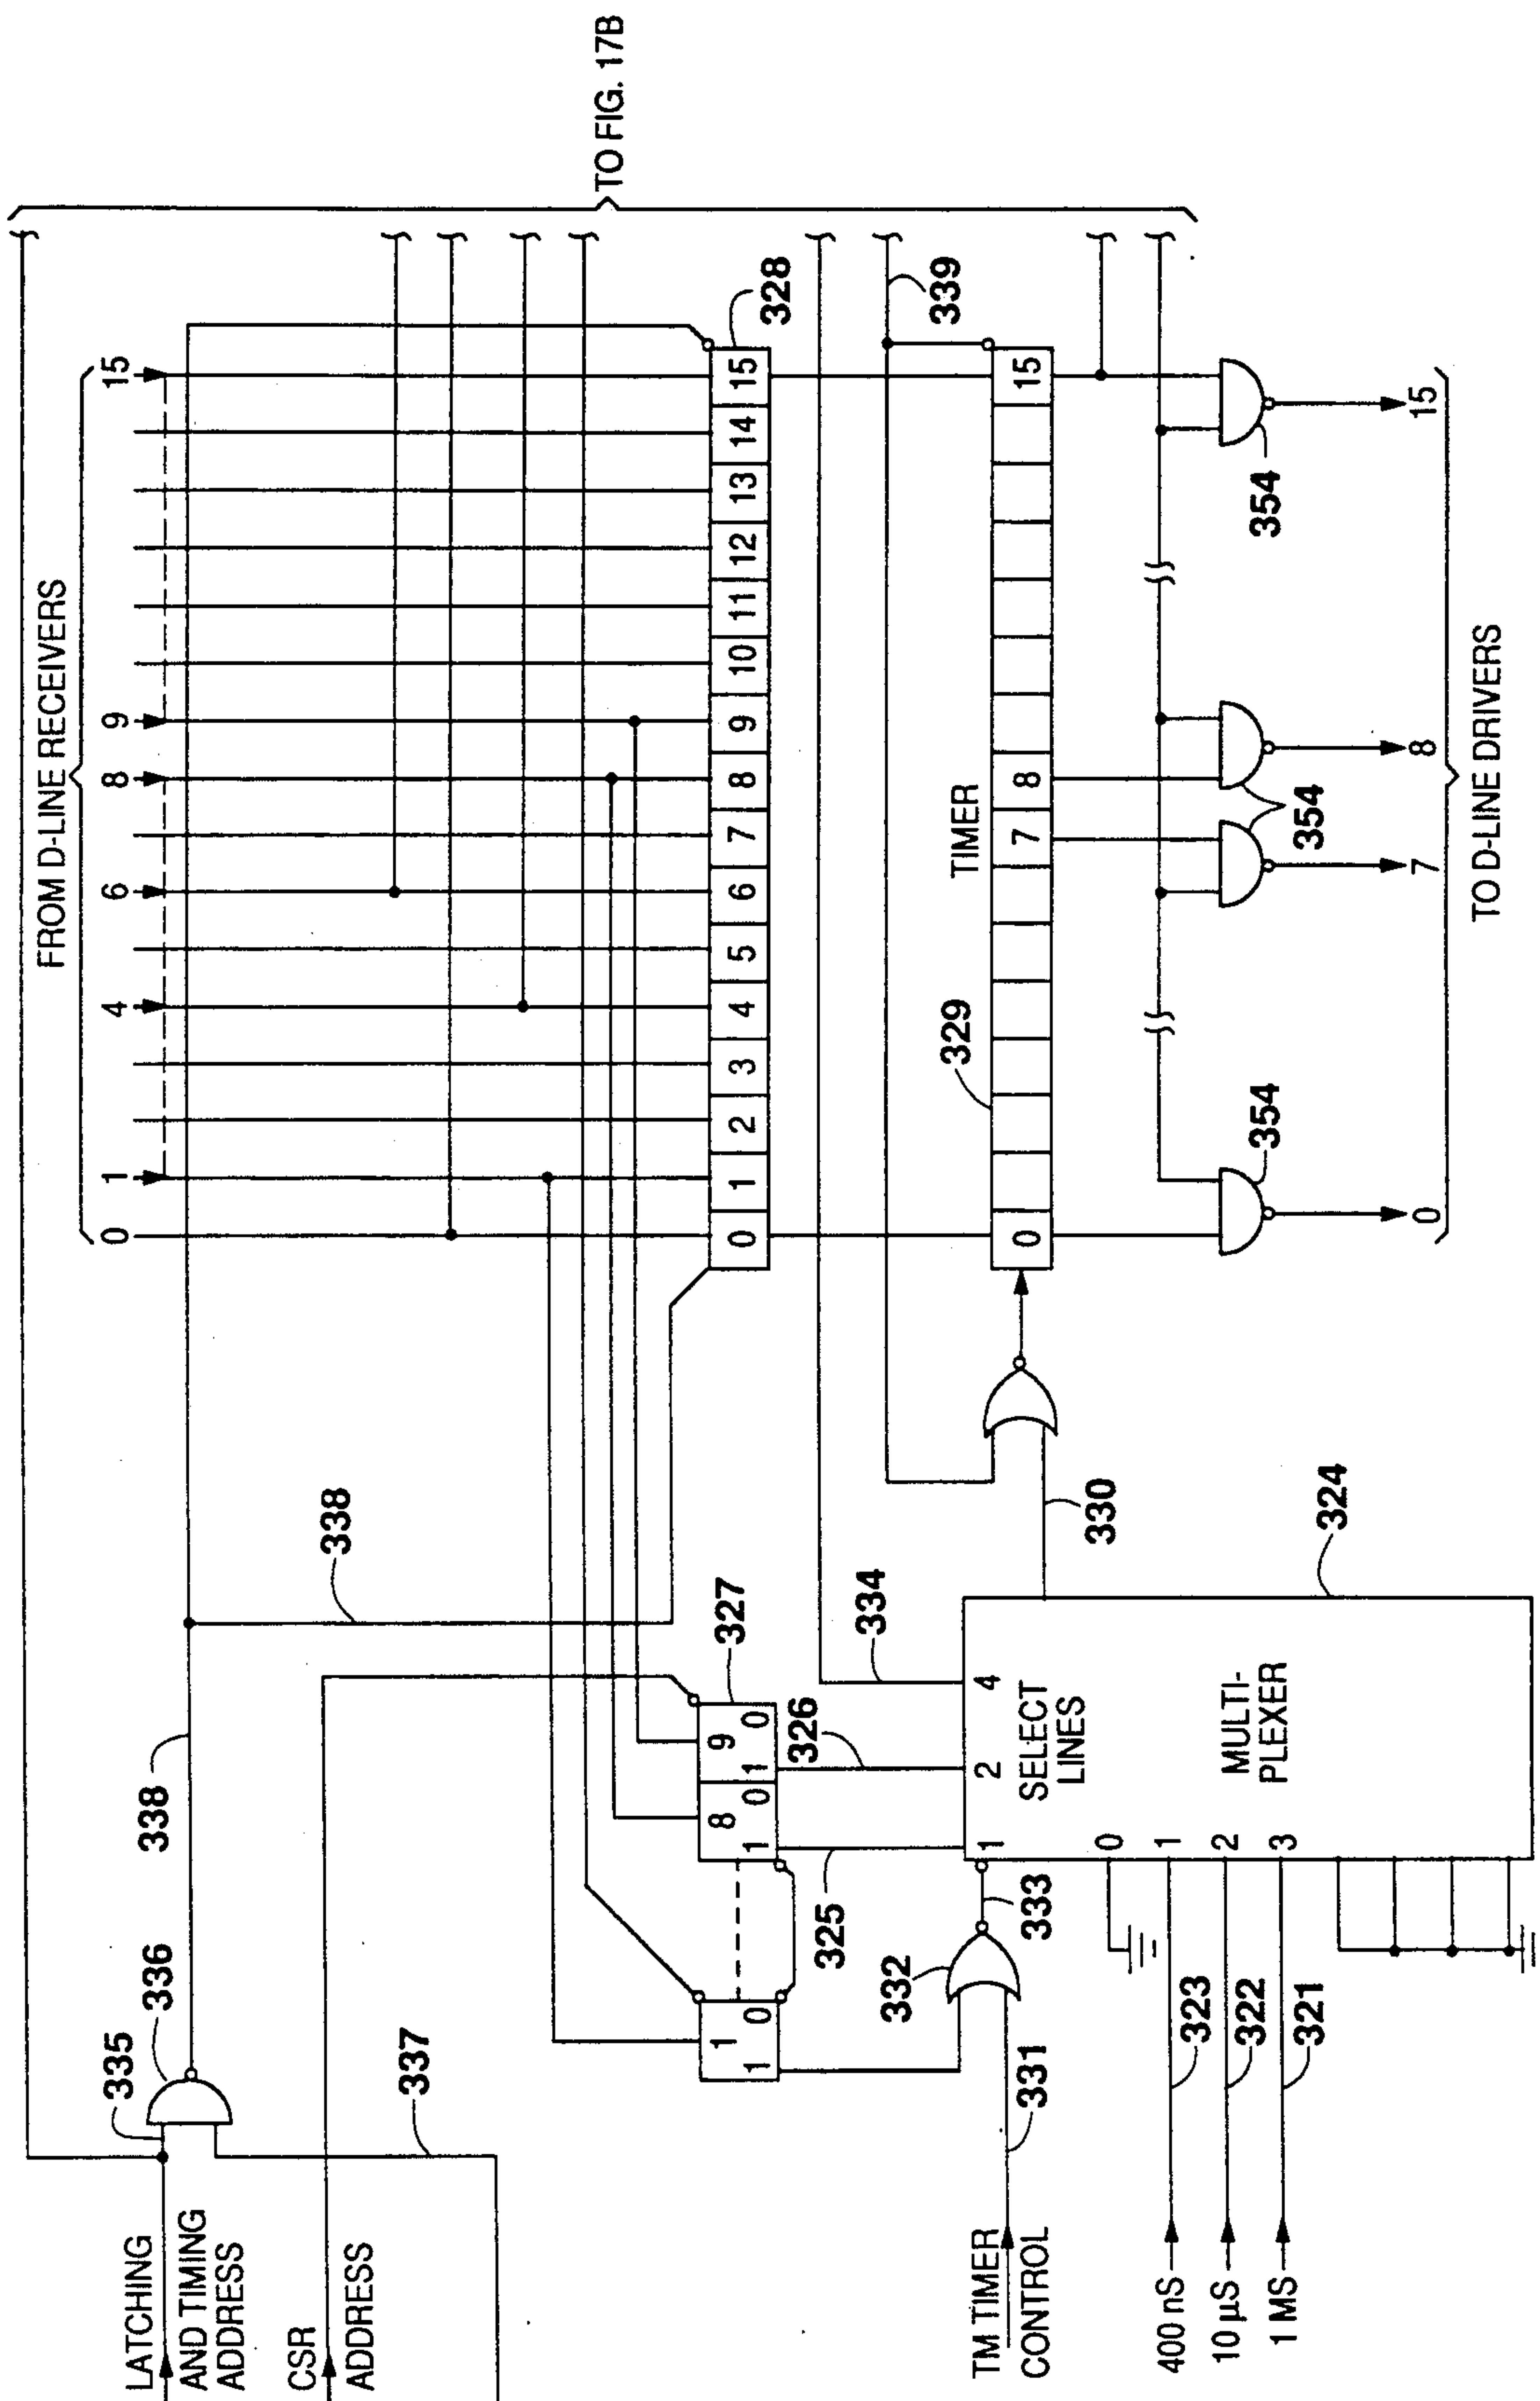 FROM D-LINE RECEIVERS
0 1 4 6 8 9 15
TO FIG. 17B
LATCHING
AND TIMING
ADDRESS
335
336
338
338
CSR
ADDRESS
337
0 1 2 3 4 5 6 7 8 9 10 11 12 13 14 15
328
327
1
1 0
8
1 0
9
1 0
325
326
334
339
TIMER
329
0 7 8 15
TM TIMER
CONTROL
331
332
333
1 2 4
SELECT
LINES
MULTI-
PLEXER
324
330
0
1
2
3
400 nS
323
10 µS
322
1 MS
321
354
354
354
0 7 8 15
TO D-LINE DRIVERS